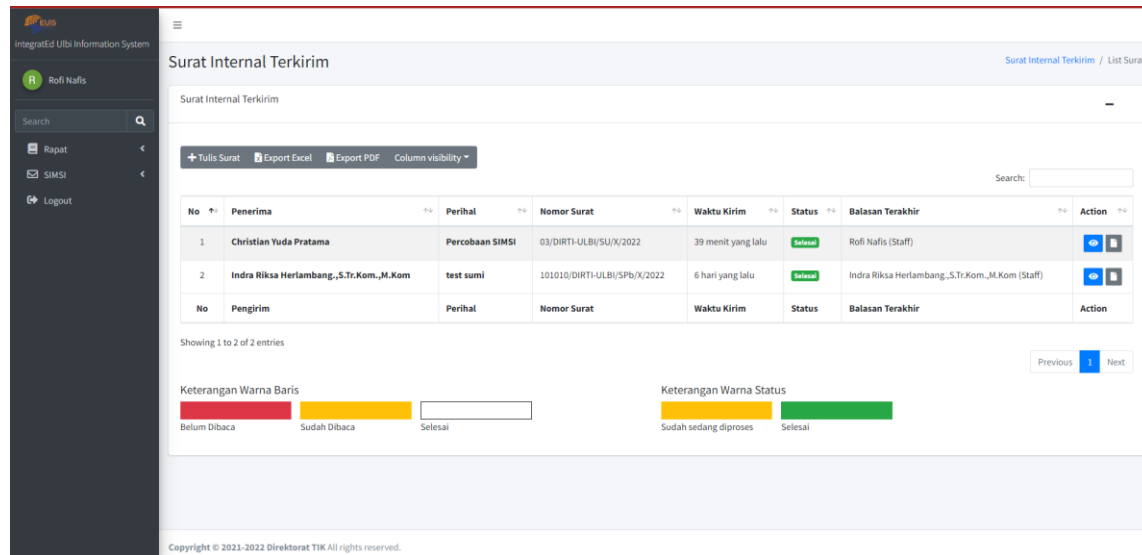 EUIS
integratEd Ulbi Information System
R Rofi Nafis
Search
Rapat
SIMSI
Logout
Surat Internal Terkirim
Surat Internal Terkirim / List Sura
Surat Internal Terkirim
Tulis Surat Export Excel Export PDF Column visibility
Search:
No Penerima Perihal Nomor Surat Waktu Kirim Status Balasan Terakhir Action
1 Christian Yuda Pratama Percobaan SIMSI 03/DIRTI-ULBI/SU/X/2022 39 menit yang lalu Selesai Rofi Nafis (Staff)
2 Indra Riksa Herlambang.,S.Tr.Kom.,M.Kom test sumi 101010/DIRTI-ULBI/SPb/X/2022 6 hari yang lalu Selesai Indra Riksa Herlambang.,S.Tr.Kom.,M.Kom (Staff)
No Pengirim Perihal Nomor Surat Waktu Kirim Status Balasan Terakhir Action
Showing 1 to 2 of 2 entries
Previous 1 Next
Keterangan Warna Baris
Belum Dibaca Sudah Dibaca Selesai
Keterangan Warna Status
Sudah sedang diproses Selesai
Copyright © 2021-2022 Direktorat TIK All rights reserved.